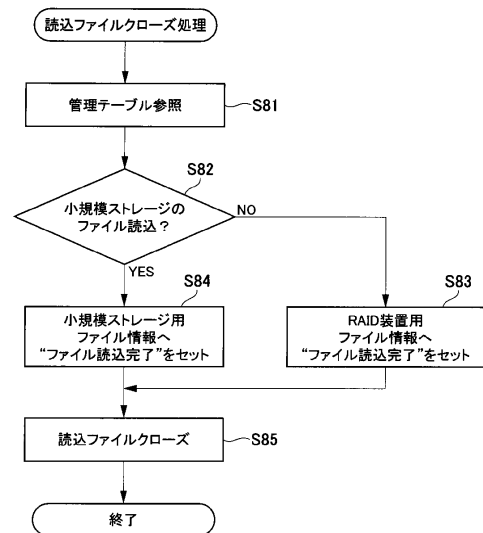 読込ファイルクローズ処理
管理テーブル参照
S81
S82
小規模ストレージの
ファイル読込？
NO
YES
S84
小規模ストレージ用
ファイル情報へ
“ファイル読込完了”をセット
S83
RAID装置用
ファイル情報へ
“ファイル読込完了”をセット
読込ファイルクローズ
S85
終了